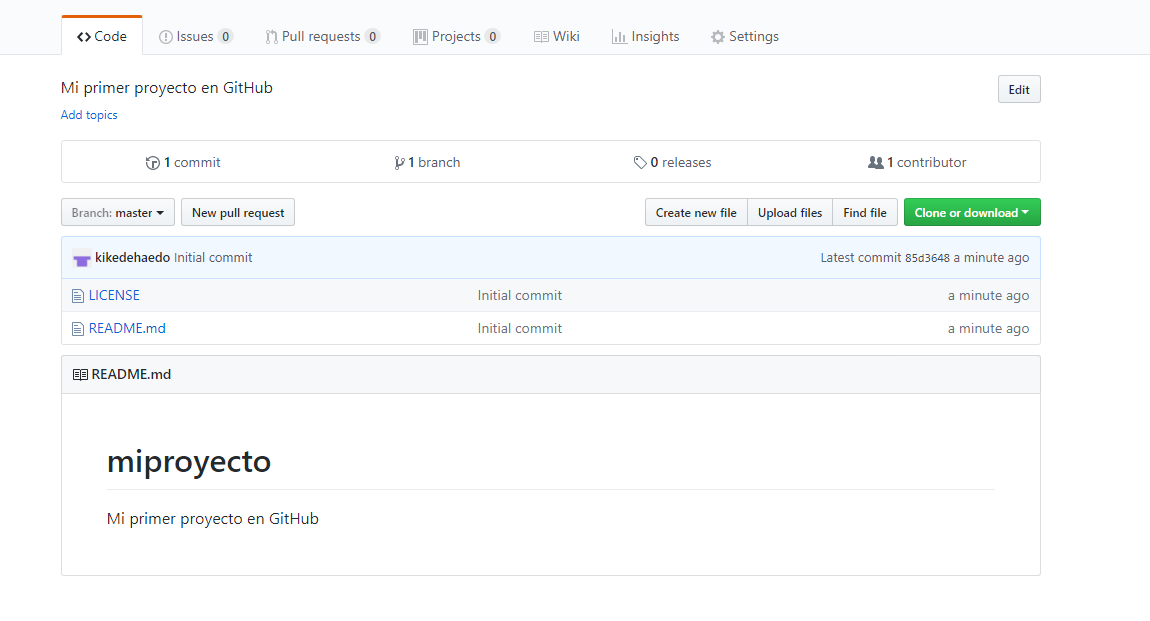 Code Issues 0 Pull requests 0 Projects 0 Wiki Insights Settings
Mi primer proyecto en GitHub Edit
Add topics
1 commit 1 branch 0 releases 1 contributor
Branch: master New pull request Create new file Upload files Find file Clone or download
kikedehaedo Initial commit Latest commit 85d3648 a minute ago
LICENSE Initial commit a minute ago
README.md Initial commit a minute ago
README.md
miproyecto
Mi primer proyecto en GitHub